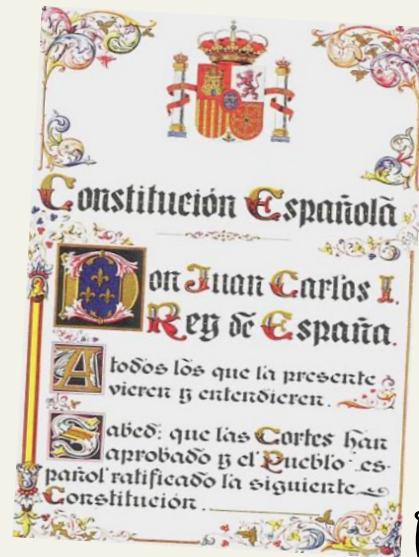 Constitución Española
Don Juan Carlos I.
Rey de España.
A todos los que la presente
vieren y entendieren.
Sabed: que las Cortes han
aprobado y el Pueblo es-
pañol ratificado la siguiente
Constitución.